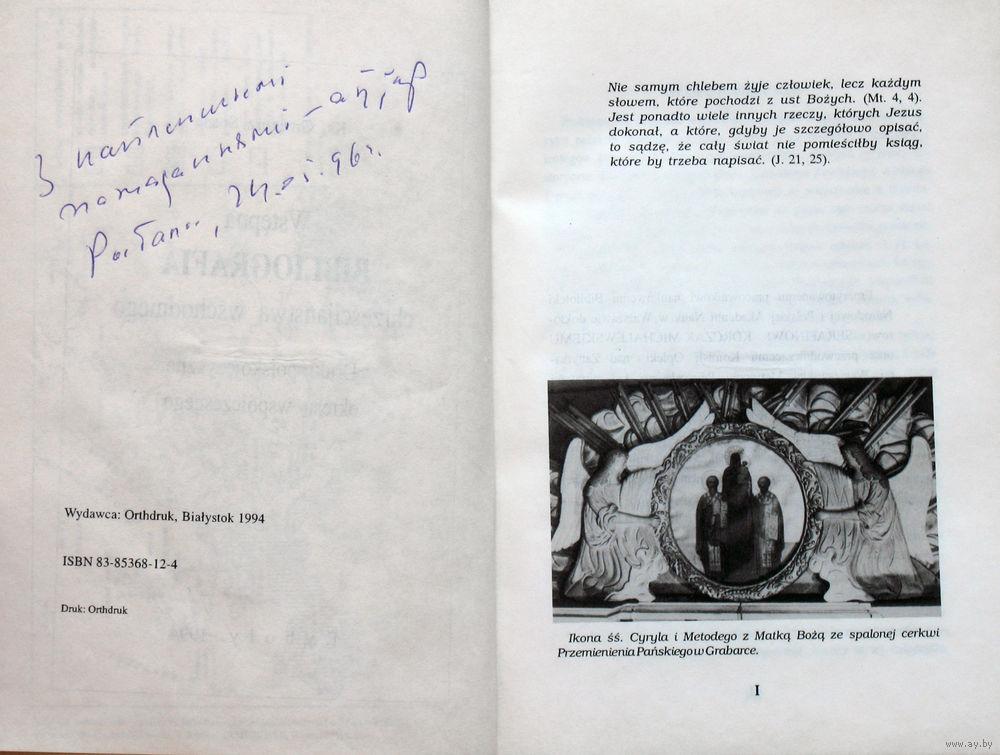 З найлепшымі
пажаданнямі – аўтар
96 г.
Wydawca: Orthdruk, Białystok 1994
ISBN 83-85368-12-4
Druk: Orthdruk
Nie samym chlebem żyje człowiek, lecz każdym
słowem, które pochodzi z ust Bożych. (Mt. 4, 4).
Jest ponadto wiele innych rzeczy, których Jezus
dokonał, a które, gdyby je szczegółowo opisać,
to sądzę, że cały świat nie pomieściłby ksiąg,
które by trzeba napisać. (J. 21, 25).
Ikona śś. Cyryla i Metodego z Matką Bożą ze spalonej cerkwi
Przemienienia Pańskiego w Grabarce.
I
www.ay.by